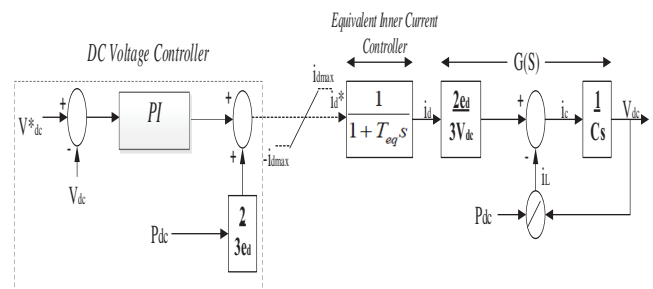 Equivalent Inner Current
Controller
DC Voltage Controller
G(S)
idmax
id*
-idmax
V*dc
+
-
Vdc
PI
+
+
Pdc
2
3ed
1
1 + Teq s
id
2ed
3Vdc
+
-
ic
iL
1
Cs
Vdc
Pdc